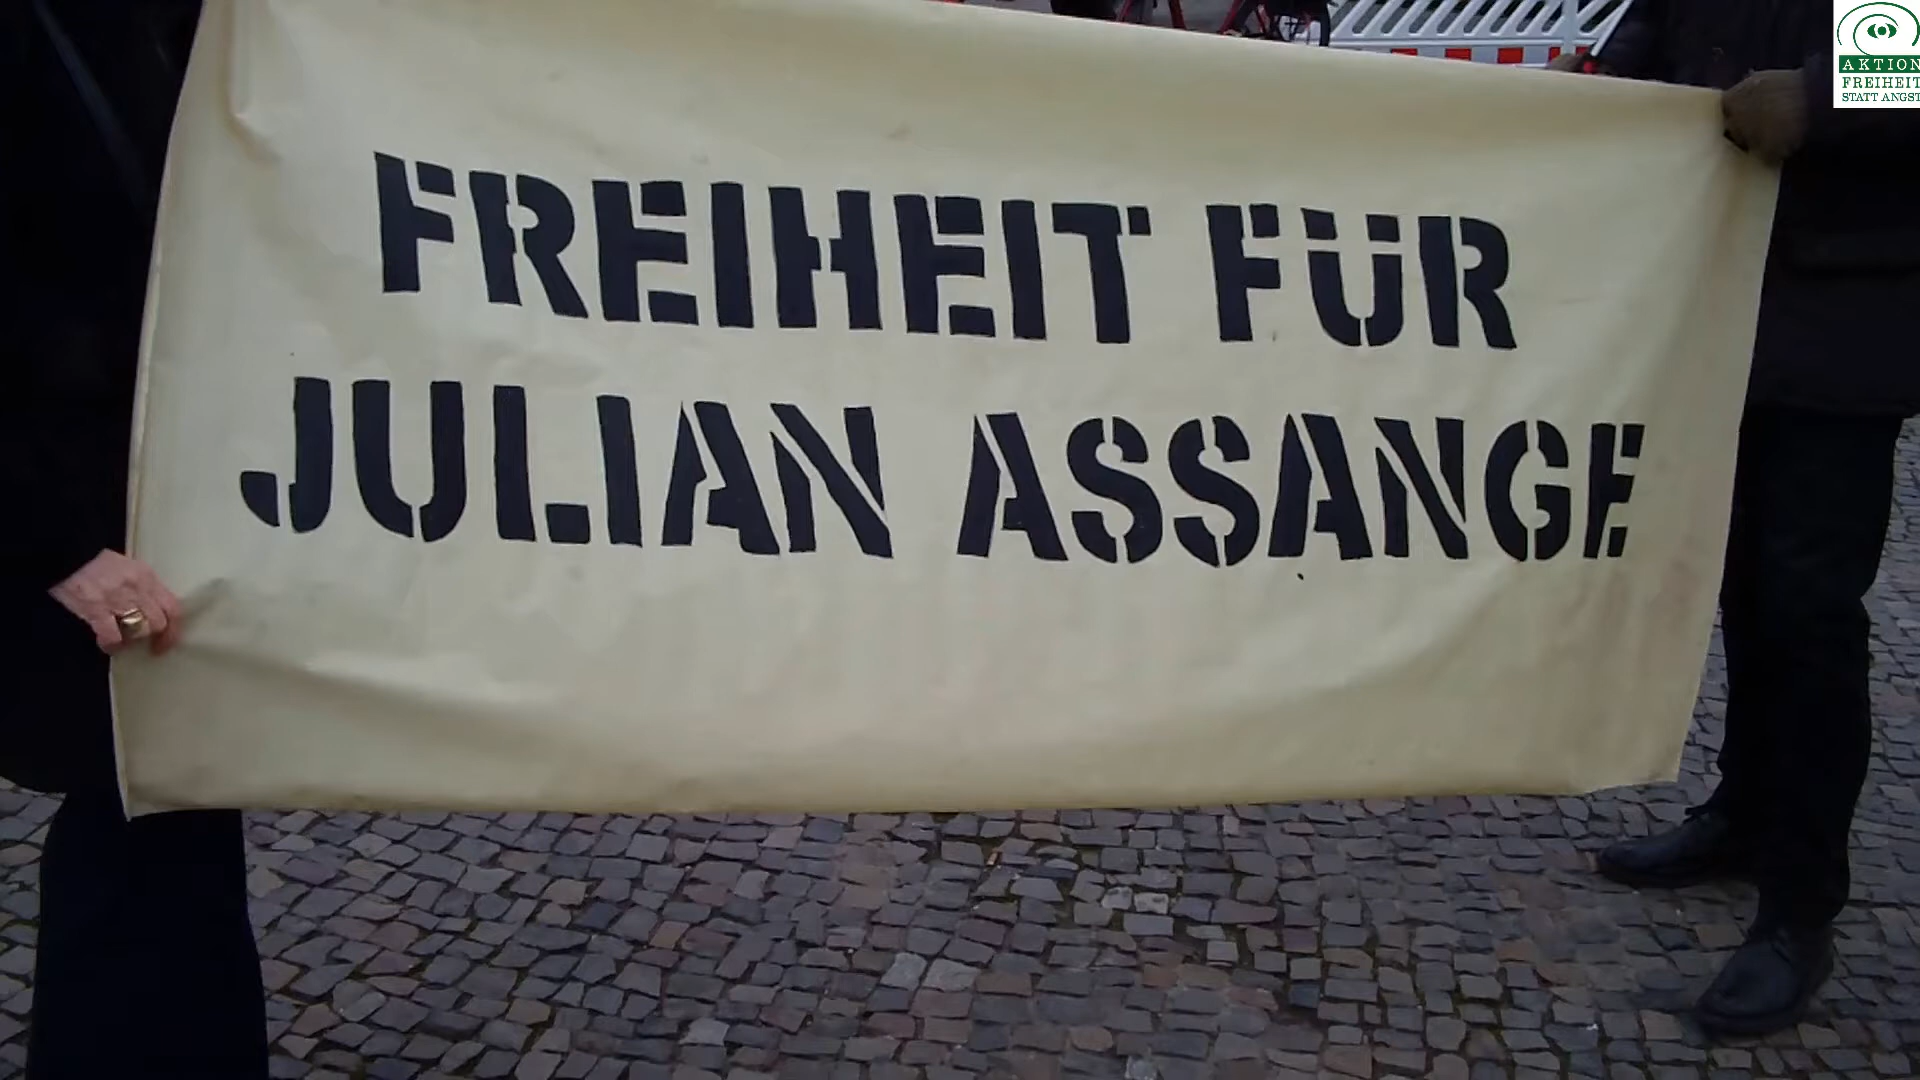 FREIHEIT FÜR
JULIAN ASSANGE
AKTION
FREIHEIT
STATT ANGST